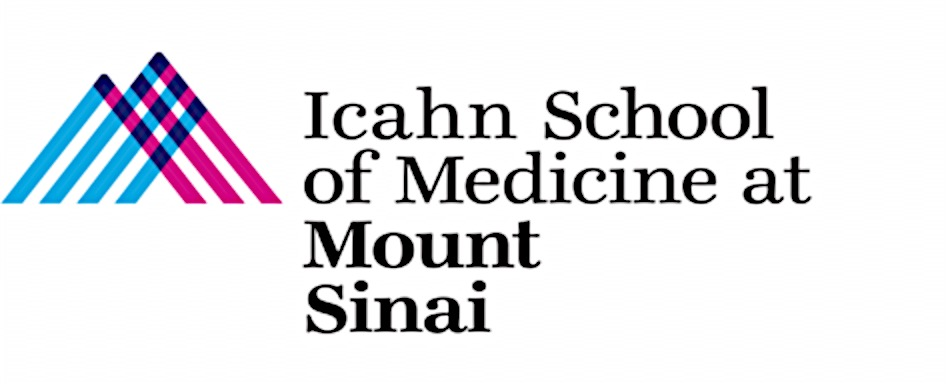 Icahn School
of Medicine at
Mount
Sinai